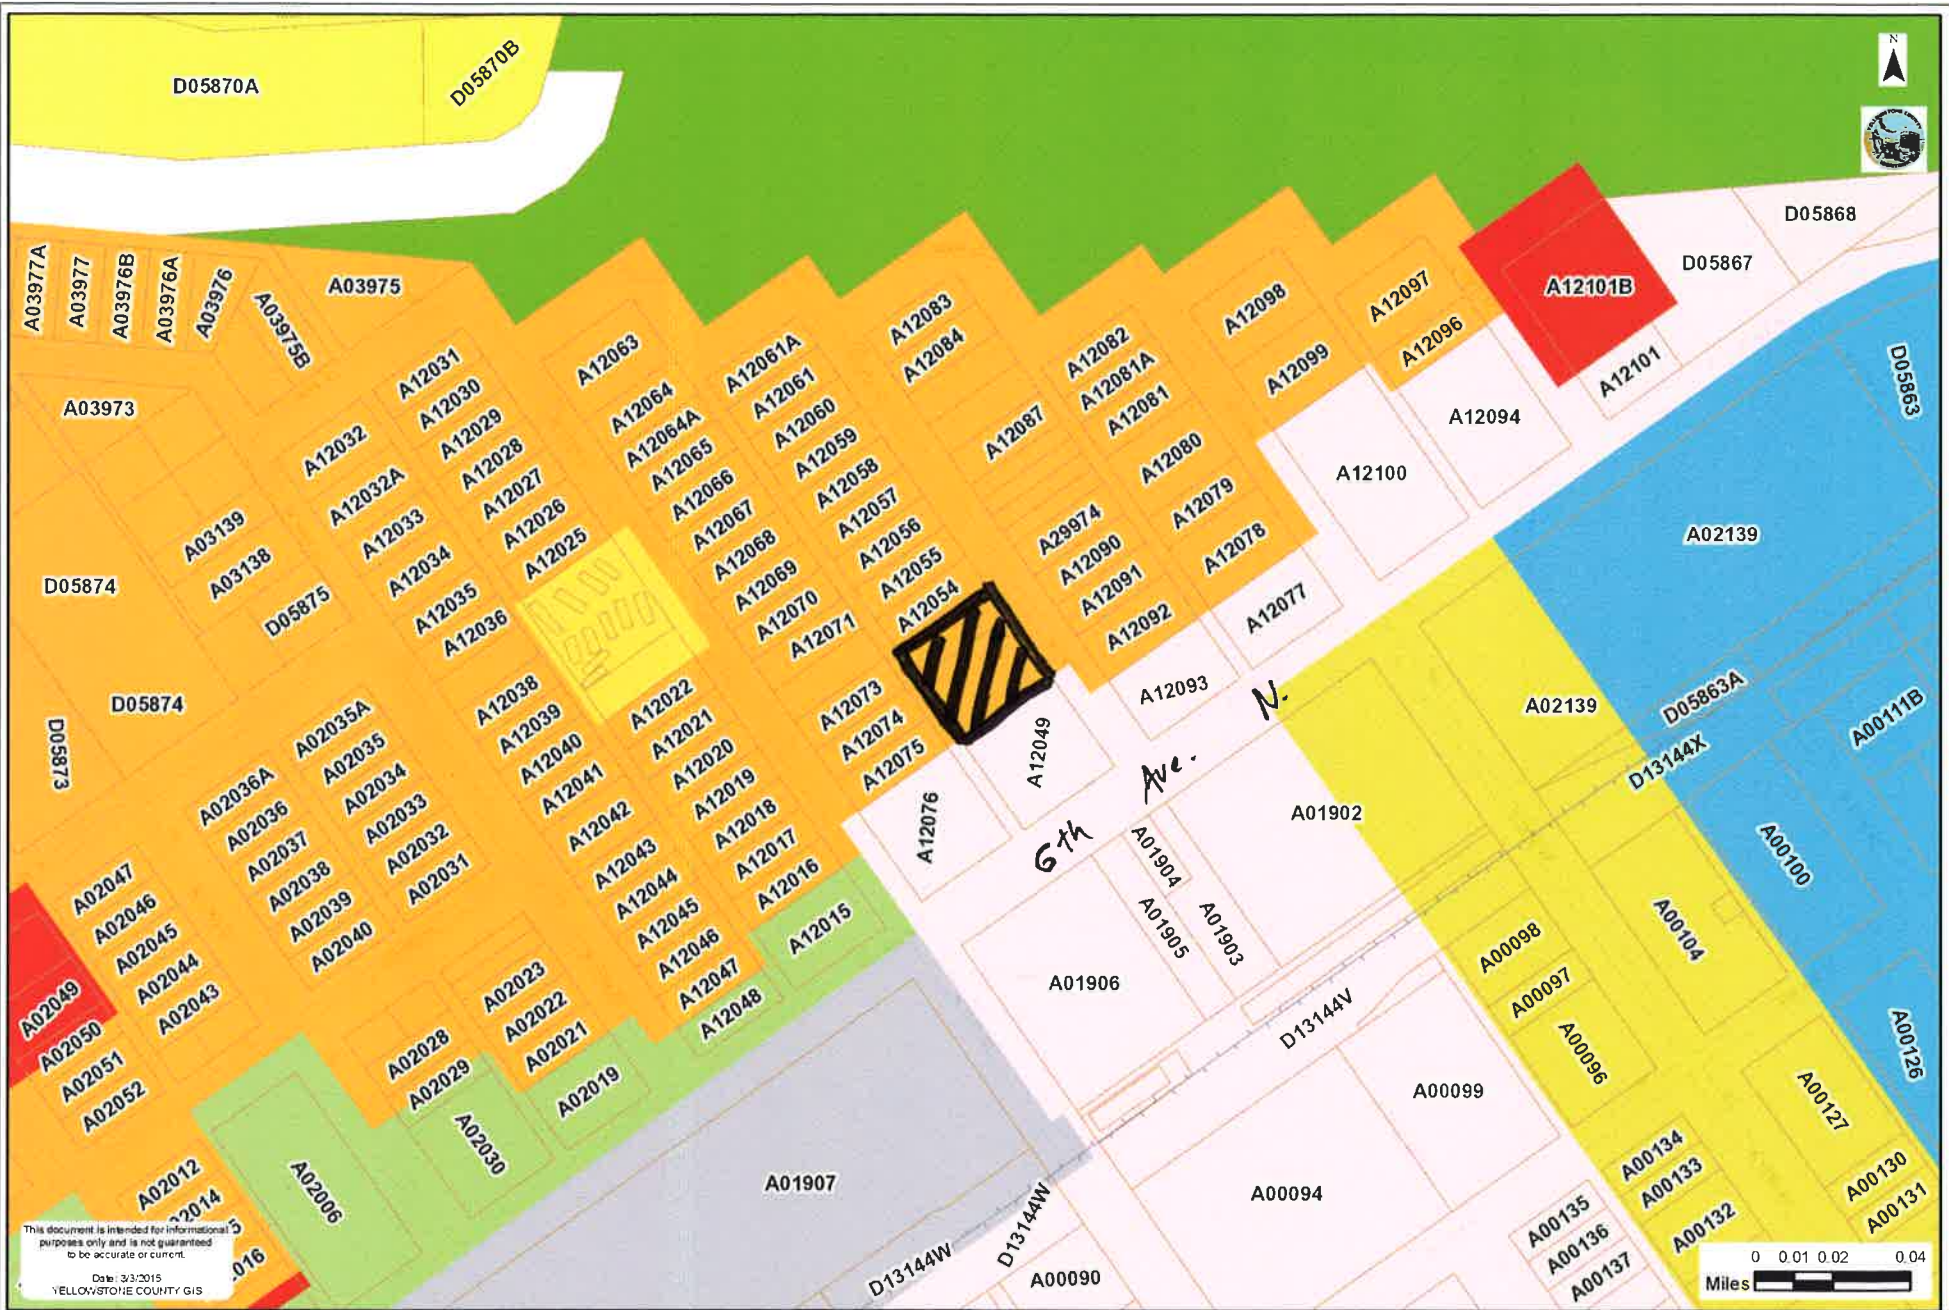 D05870A
D05870B
N
D05868
D05867
A12101B
A12101
D05863
A03977A
A03977
A03976B
A03976A
A03976
A03975B
A03975
A03973
A12031
A12030
A12029
A12028
A12027
A12026
A12025
A12032
A12032A
A12033
A12034
A12035
A12036
A12063
A12064
A12064A
A12065
A12066
A12067
A12068
A12069
A12070
A12071
A12061A
A12061
A12060
A12059
A12058
A12057
A12056
A12055
A12054
A12083
A12084
A12087
A29974
A12090
A12091
A12092
A12082
A12081A
A12081
A12080
A12079
A12078
A12098
A12099
A12097
A12096
A12094
A12100
A12077
A12093
A02139
A03139
A03138
D05875
D05874
D05874
D05873
A12038
A12039
A12040
A12041
A12042
A12043
A12044
A12045
A12046
A12047
A12048
A12022
A12021
A12020
A12019
A12018
A12017
A12016
A12015
A12073
A12074
A12075
A12076
A12049
6th Ave. N.
A02139
D05863A
D13144X
A00111B
A00100
A00104
A00126
A01902
A01904
A01905
A01903
A01906
D13144V
A00098
A00097
A00096
A00099
A00127
A00130
A00131
A00134
A00133
A00132
A00135
A00136
A00137
A00094
A00090
D13144W
D13144W
A01907
A02036A
A02036
A02037
A02038
A02039
A02040
A02035A
A02035
A02034
A02033
A02032
A02031
A02047
A02046
A02045
A02044
A02043
A02049
A02050
A02051
A02052
A02023
A02022
A02021
A02028
A02029
A02030
A02019
A02006
A02012
02014
5
016
This document is intended for informational
purposes only and is not guaranteed
to be accurate or current.
Date: 3/3/2015
YELLOWSTONE COUNTY GIS
0 0.01 0.02 0.04
Miles